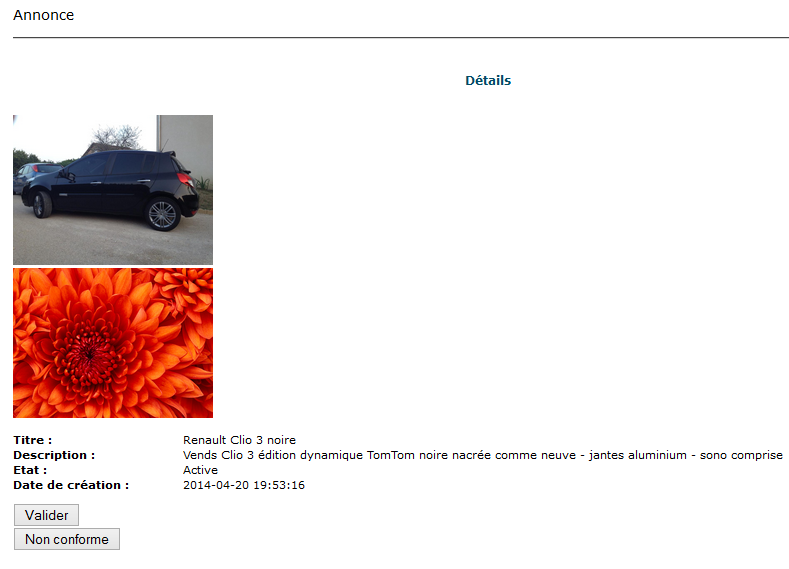 Annonce
Détails
Titre : Renault Clio 3 noire
Description : Vends Clio 3 édition dynamique TomTom noire nacrée comme neuve - jantes aluminium - sono comprise
Etat : Active
Date de création : 2014-04-20 19:53:16
Valider
Non conforme